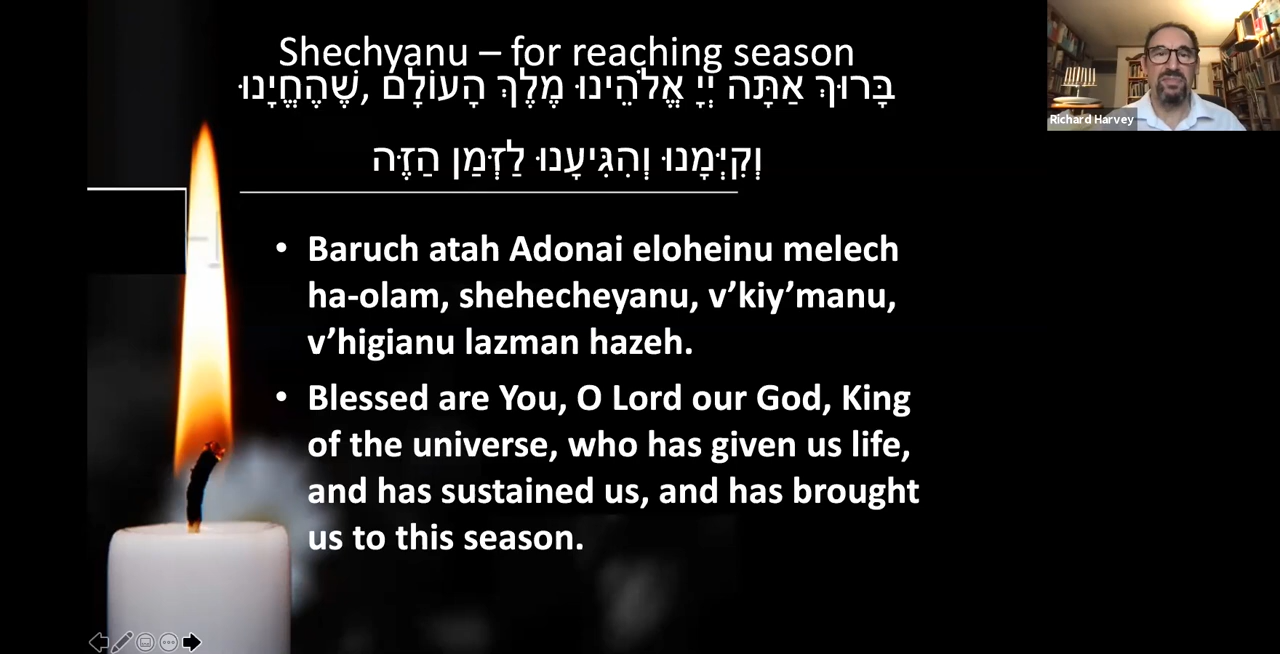 Shechyanu – for reaching season
בָּרוּךְ אַתָּה יְיָ אֱלֹהֵינוּ מֶלֶךְ הָעוֹלָם ,שֶׁהֶחֱיָנוּ
וְקִיְּמָנוּ וְהִגִּיעָנוּ לַזְּמַן הַזֶּה
• Baruch atah Adonai eloheinu melech
ha-olam, shehecheyanu, v’kiy’manu,
v’higianu lazman hazeh.
• Blessed are You, O Lord our God, King
of the universe, who has given us life,
and has sustained us, and has brought
us to this season.
Richard Harvey